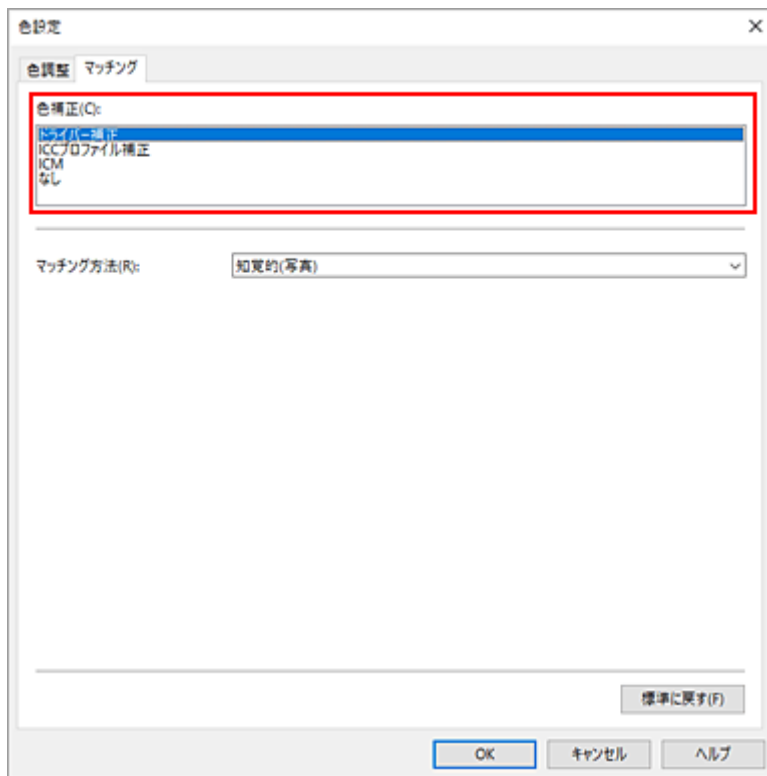 色設定
色調整 マッチング
色補正(C):
ドライバー補正
ICCプロファイル補正
ICM
なし
マッチング方法(R): 知覚的(写真)
標準に戻す(F)
OK キャンセル ヘルプ